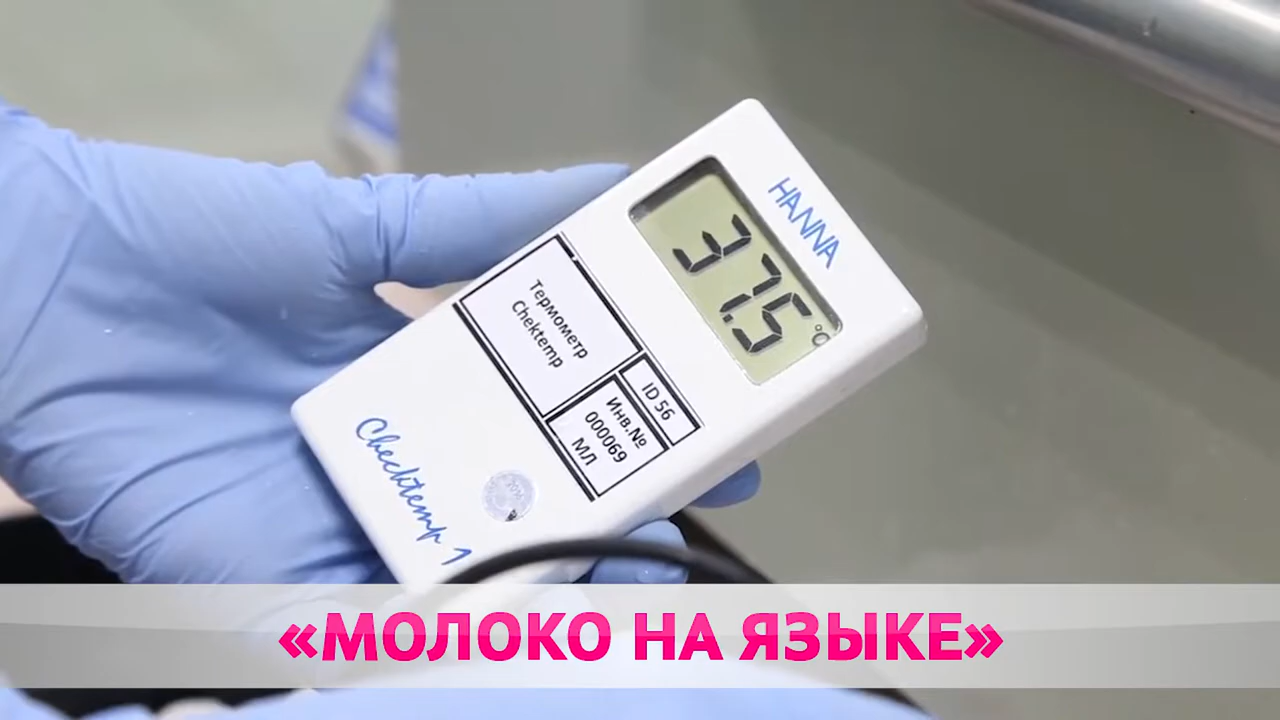 HANNA
37.5 °C
Термометр
Chektemp
ID 56
Инв.№
000069
МЛ
Checktemp 1
«МОЛОКО НА ЯЗЫКЕ»